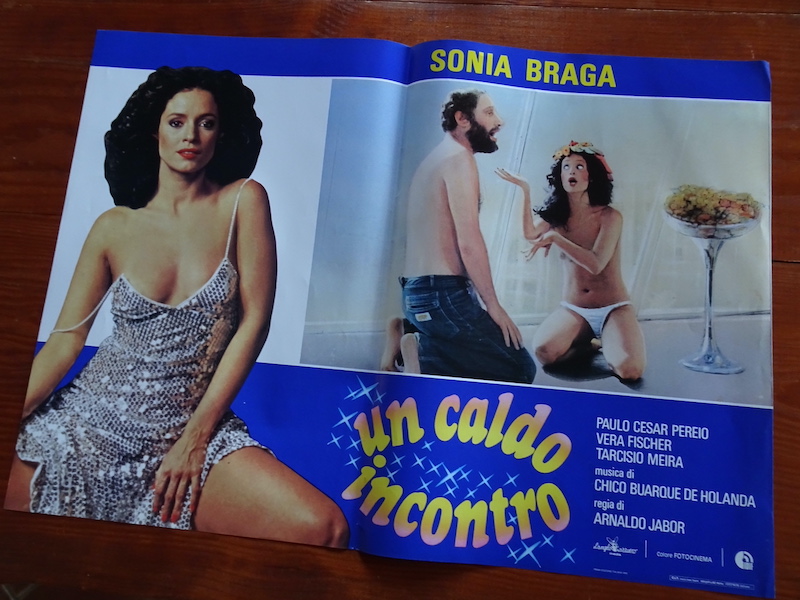 SONIA BRAGA
un caldo
incontro
PAULO CESAR PEREIO
VERA FISCHER
TARCISIO MEIRA
musica di
CHICO BUARQUE DE HOLANDA
regia di
ARNALDO JABOR
Colore FOTOCINEMA